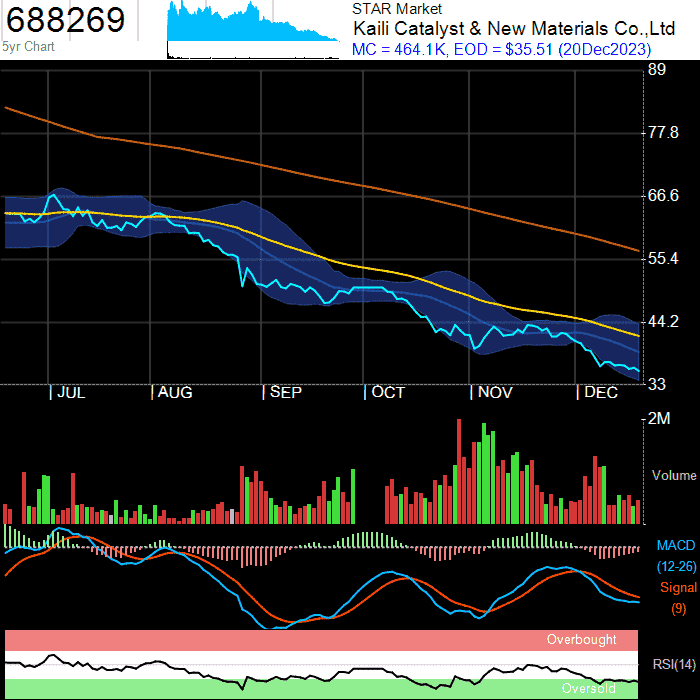 688269
5yr Chart
STAR Market
Kaili Catalyst & New Materials Co.,Ltd
MC = 464.1K, EOD = $35.51 (20Dec2023)
89
77.8
66.6
55.4
44.2
33
JUL AUG SEP OCT NOV DEC
2M
Volume
MACD
(12-26)
Signal
(9)
Overbought
RSI(14)
Oversold